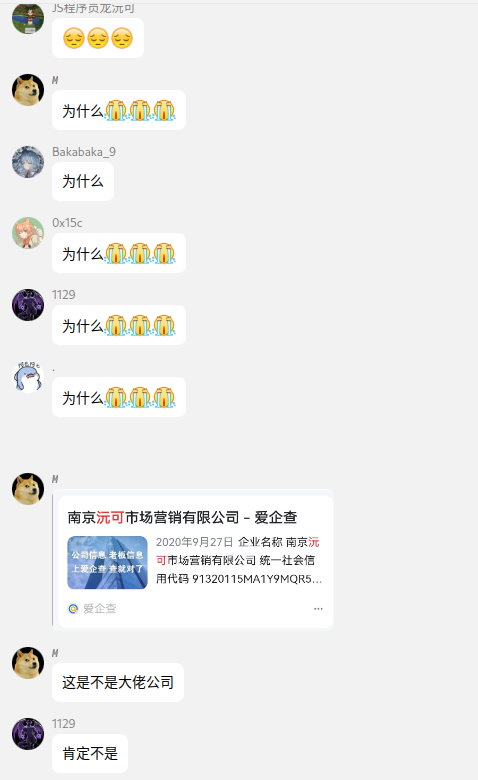 JS程序员龙沅可
😔😔😔
M
为什么😭😭😭
Bakabaka_9
为什么
0x15c
为什么😭😭😭
1129
为什么😭😭😭
.
为什么😭😭😭
M
南京沅可市场营销有限公司 - 爱企查
公司信息 老板信息
上爱企查 查就对了
2020年9月27日 企业名称 南京沅
可市场营销有限公司 统一社会信
用代码 91320115MA1Y9MQR5...
爱企查
M
这是不是大佬公司
1129
肯定不是